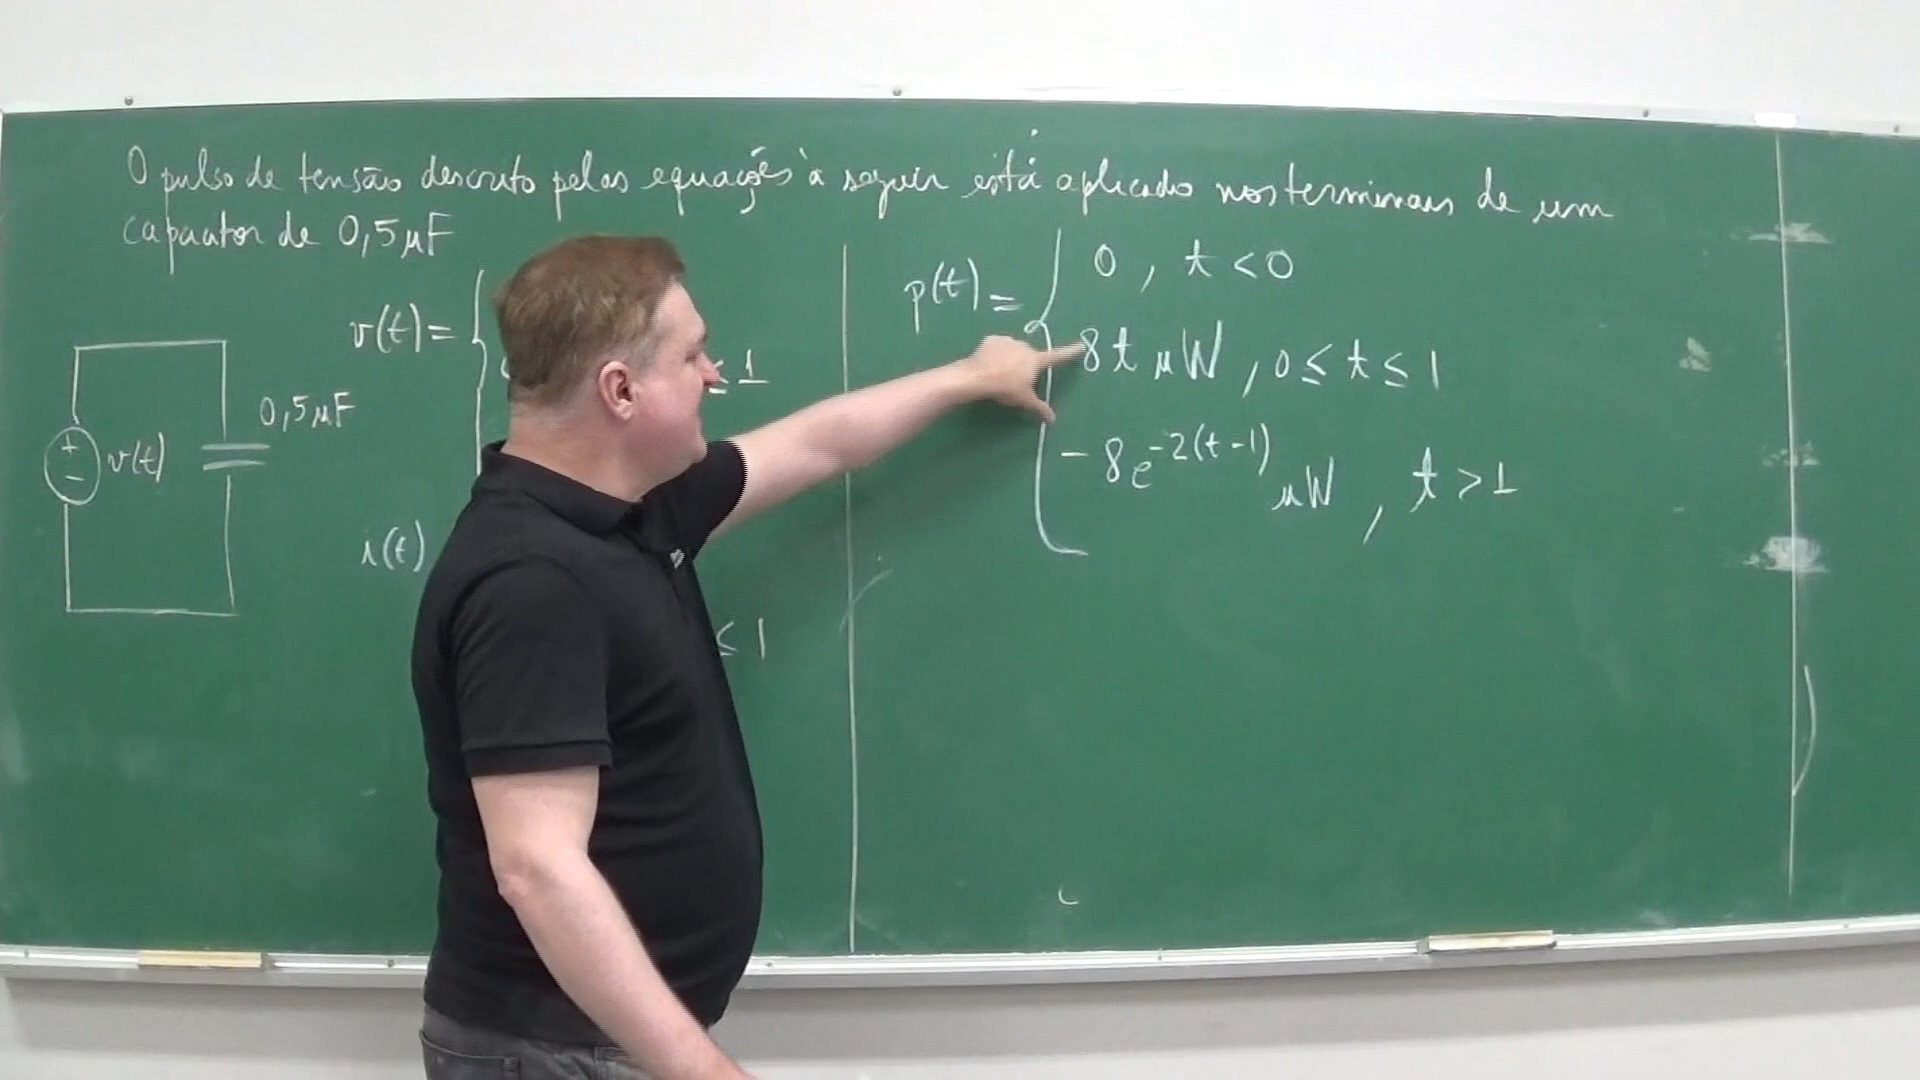 O pulso de tensão descrito pelas equações à seguir está aplicado nos terminais de um
capacitor de 0,5μF
v(t)=
≤ 1
0,5μF
+
−
v(t)
i(t)
≤ 1
p(t) =
0 , t < 0
8t μW , 0 ≤ t ≤ 1
-8e^{-2(t-1)} μW , t > 1